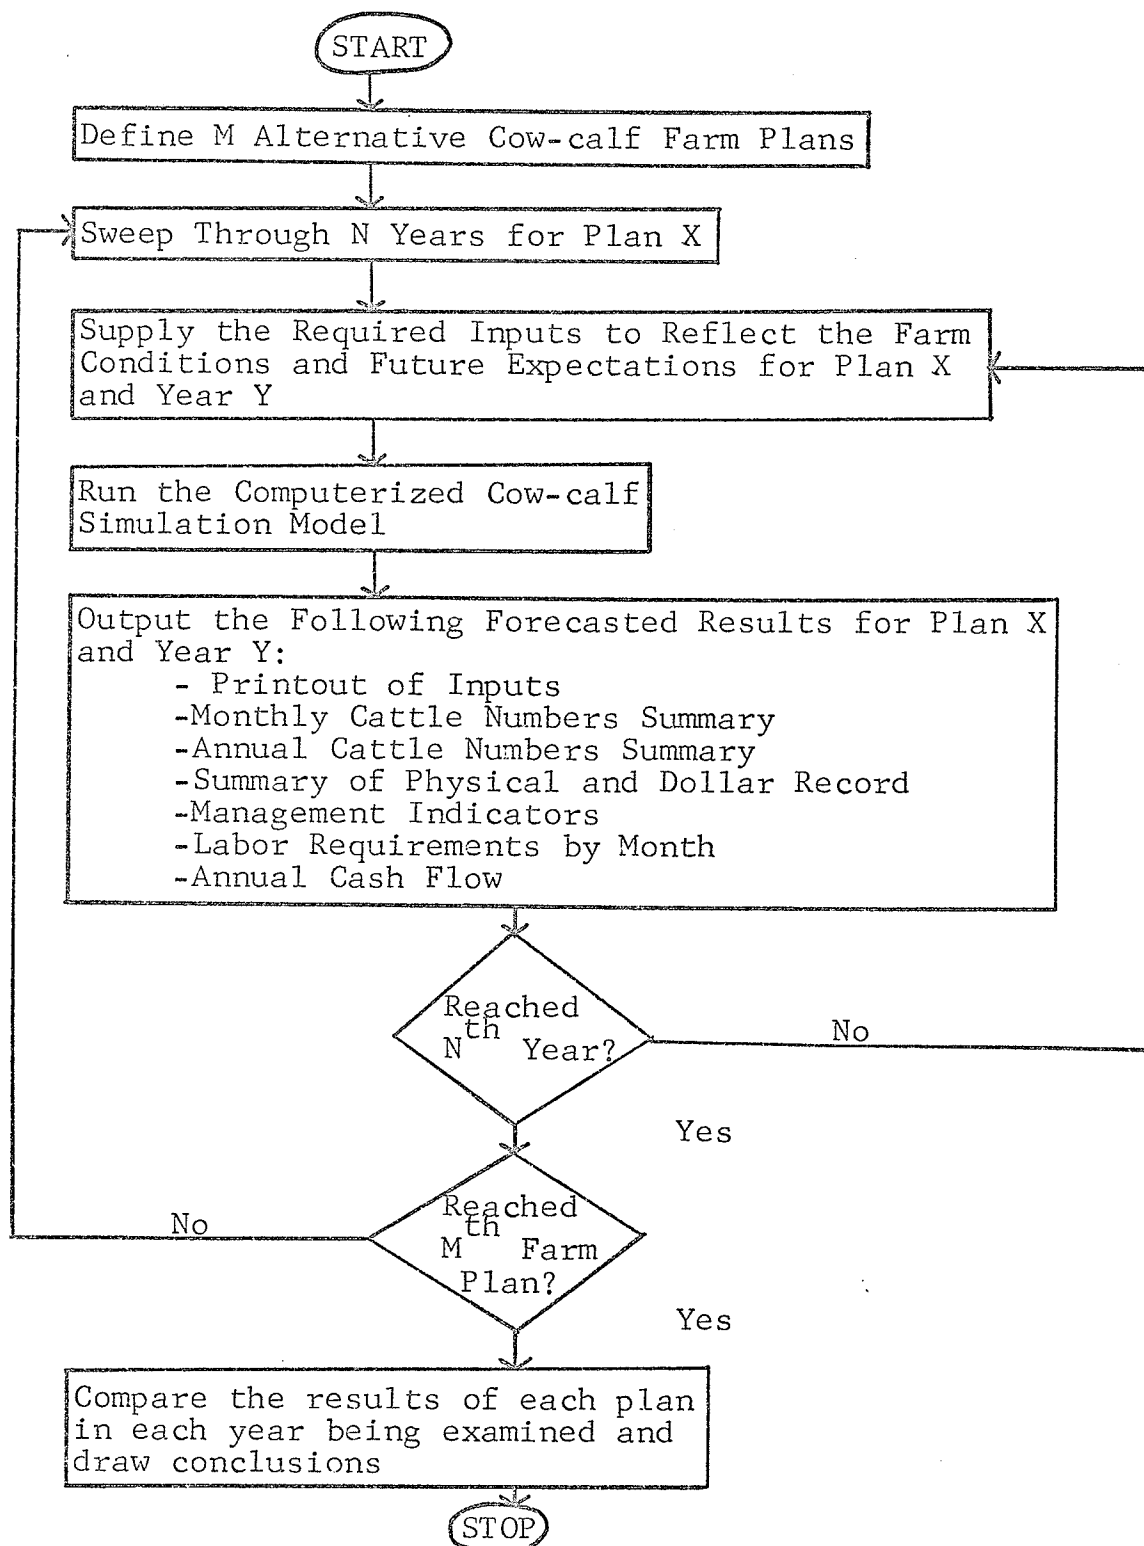 START
Define M Alternative Cow-calf Farm Plans
Sweep Through N Years for Plan X
Supply the Required Inputs to Reflect the Farm
Conditions and Future Expectations for Plan X
and Year Y
Run the Computerized Cow-calf
Simulation Model
Output the Following Forecasted Results for Plan X
and Year Y:
- Printout of Inputs
-Monthly Cattle Numbers Summary
-Annual Cattle Numbers Summary
-Summary of Physical and Dollar Record
-Management Indicators
-Labor Requirements by Month
-Annual Cash Flow
Reached
Nth Year?
No
Yes
Reached
Mth Farm
Plan?
No
Yes
Compare the results of each plan
in each year being examined and
draw conclusions
STOP